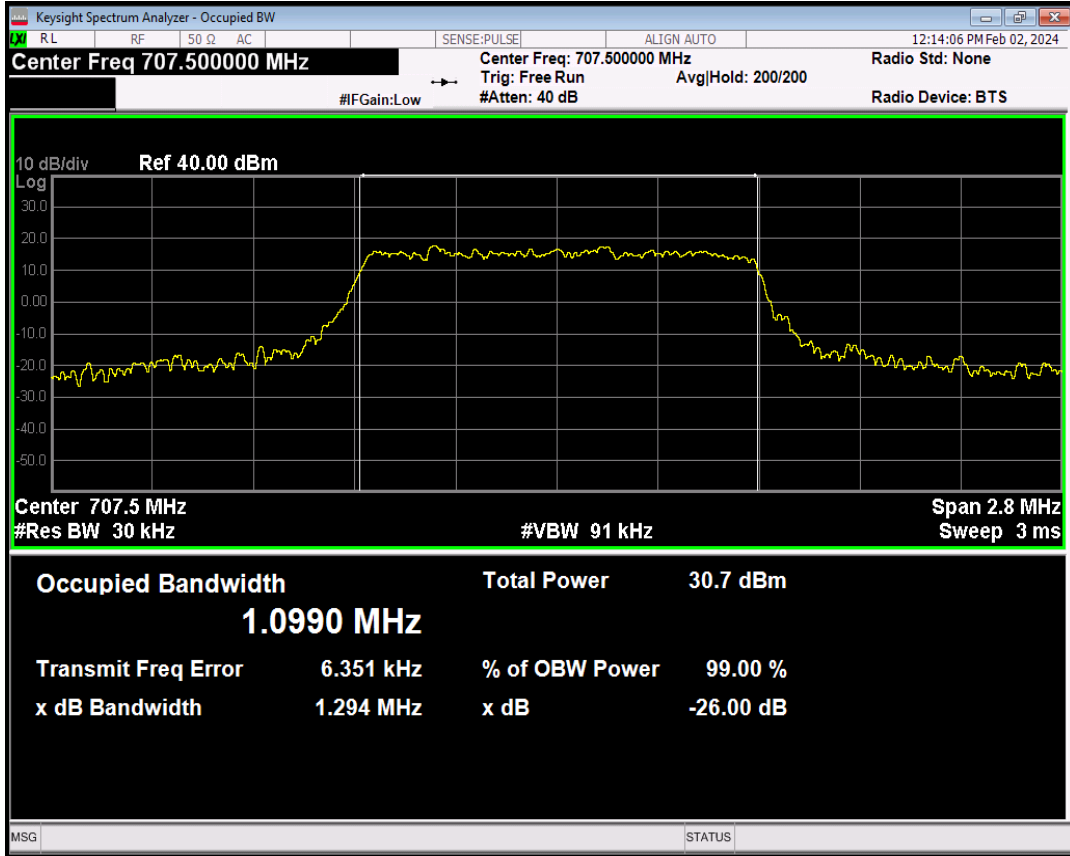 Keysight Spectrum Analyzer - Occupied BW
LXI RL RF 50 Ω AC SENSE:PULSE ALIGN AUTO 12:14:06 PM Feb 02, 2024
Center Freq 707.500000 MHz Center Freq: 707.500000 MHz Radio Std: None
Trig: Free Run Avg|Hold: 200/200
#IFGain:Low #Atten: 40 dB Radio Device: BTS
10 dB/div Ref 40.00 dBm
Log
30.0
20.0
10.0
0.00
-10.0
-20.0
-30.0
-40.0
-50.0
Center 707.5 MHz Span 2.8 MHz
#Res BW 30 kHz #VBW 91 kHz Sweep 3 ms
Occupied Bandwidth Total Power 30.7 dBm
1.0990 MHz
Transmit Freq Error 6.351 kHz % of OBW Power 99.00 %
x dB Bandwidth 1.294 MHz x dB -26.00 dB
MSG STATUS